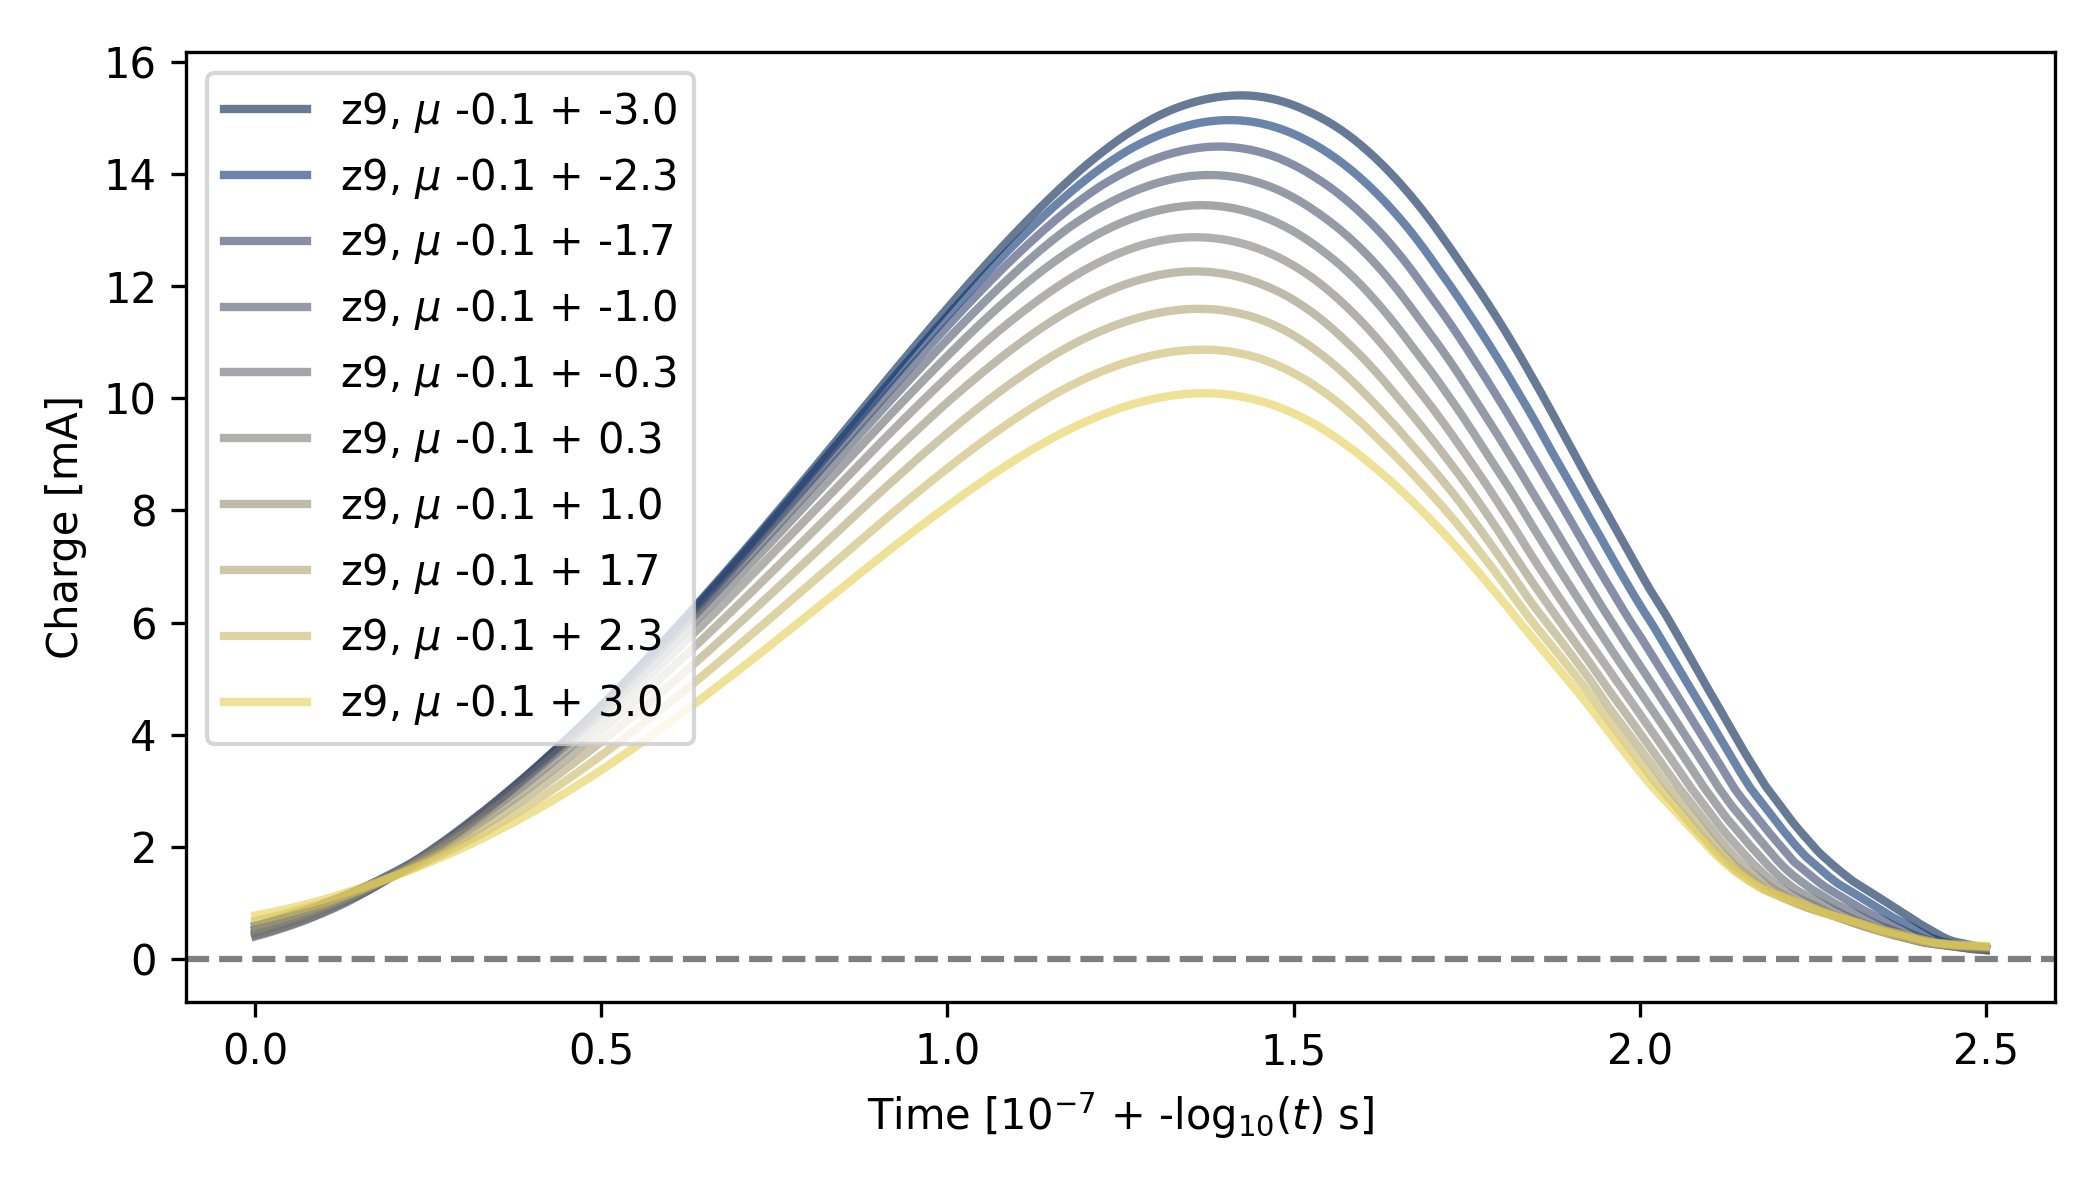 16
14
12
10
8
6
4
2
0
Charge [mA]
z9, μ -0.1 + -3.0
z9, μ -0.1 + -2.3
z9, μ -0.1 + -1.7
z9, μ -0.1 + -1.0
z9, μ -0.1 + -0.3
z9, μ -0.1 + 0.3
z9, μ -0.1 + 1.0
z9, μ -0.1 + 1.7
z9, μ -0.1 + 2.3
z9, μ -0.1 + 3.0
0.0 0.5 1.0 1.5 2.0 2.5
Time [10⁻⁷ + -log₁₀(t) s]